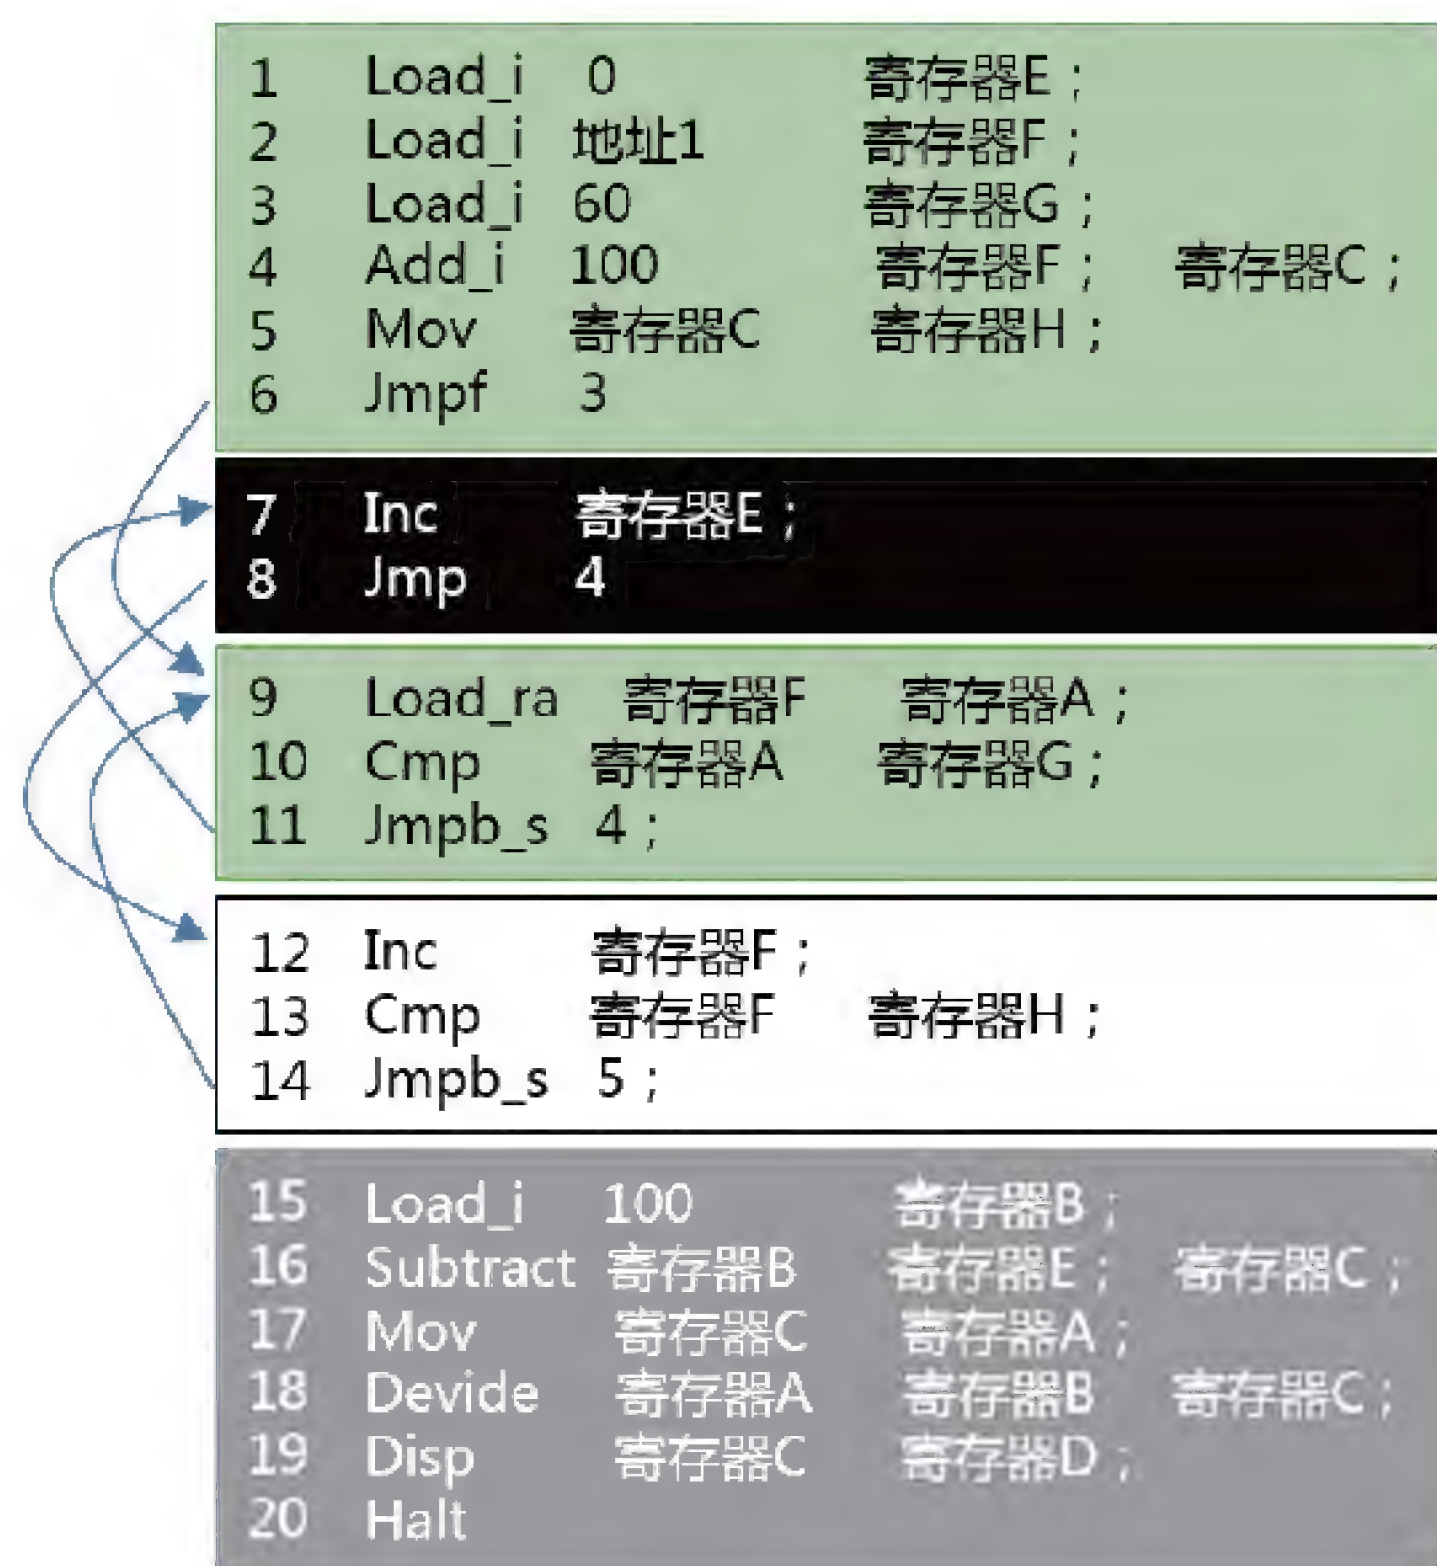 1 Load_i 0 寄存器E；
2 Load_i 地址1 寄存器F；
3 Load_i 60 寄存器G；
4 Add_i 100 寄存器F； 寄存器C；
5 Mov 寄存器C 寄存器H；
6 Jmpf 3
7 Inc 寄存器E；
8 Jmp 4
9 Load_ra 寄存器F 寄存器A；
10 Cmp 寄存器A 寄存器G；
11 Jmpb_s 4；
12 Inc 寄存器F；
13 Cmp 寄存器F 寄存器H；
14 Jmpb_s 5；
15 Load_i 100 寄存器B；
16 Subtract 寄存器B 寄存器E； 寄存器C；
17 Mov 寄存器C 寄存器A；
18 Devide 寄存器A 寄存器B 寄存器C；
19 Disp 寄存器C 寄存器D；
20 Halt